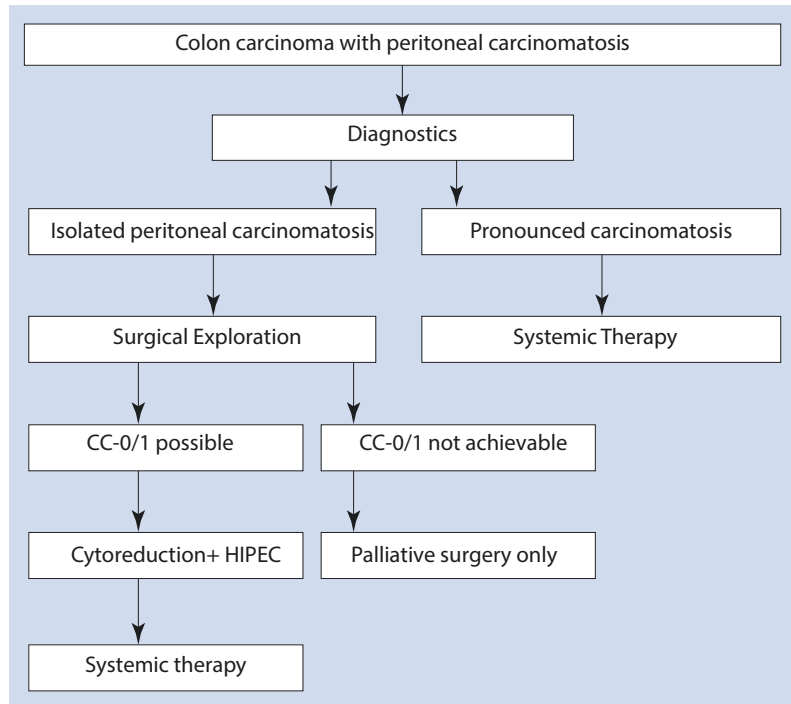 Colon carcinoma with peritoneal carcinomatosis
Diagnostics
Isolated peritoneal carcinomatosis
Pronounced carcinomatosis
Surgical Exploration
Systemic Therapy
CC-0/1 possible
CC-0/1 not achievable
Cytoreduction+ HIPEC
Palliative surgery only
Systemic therapy